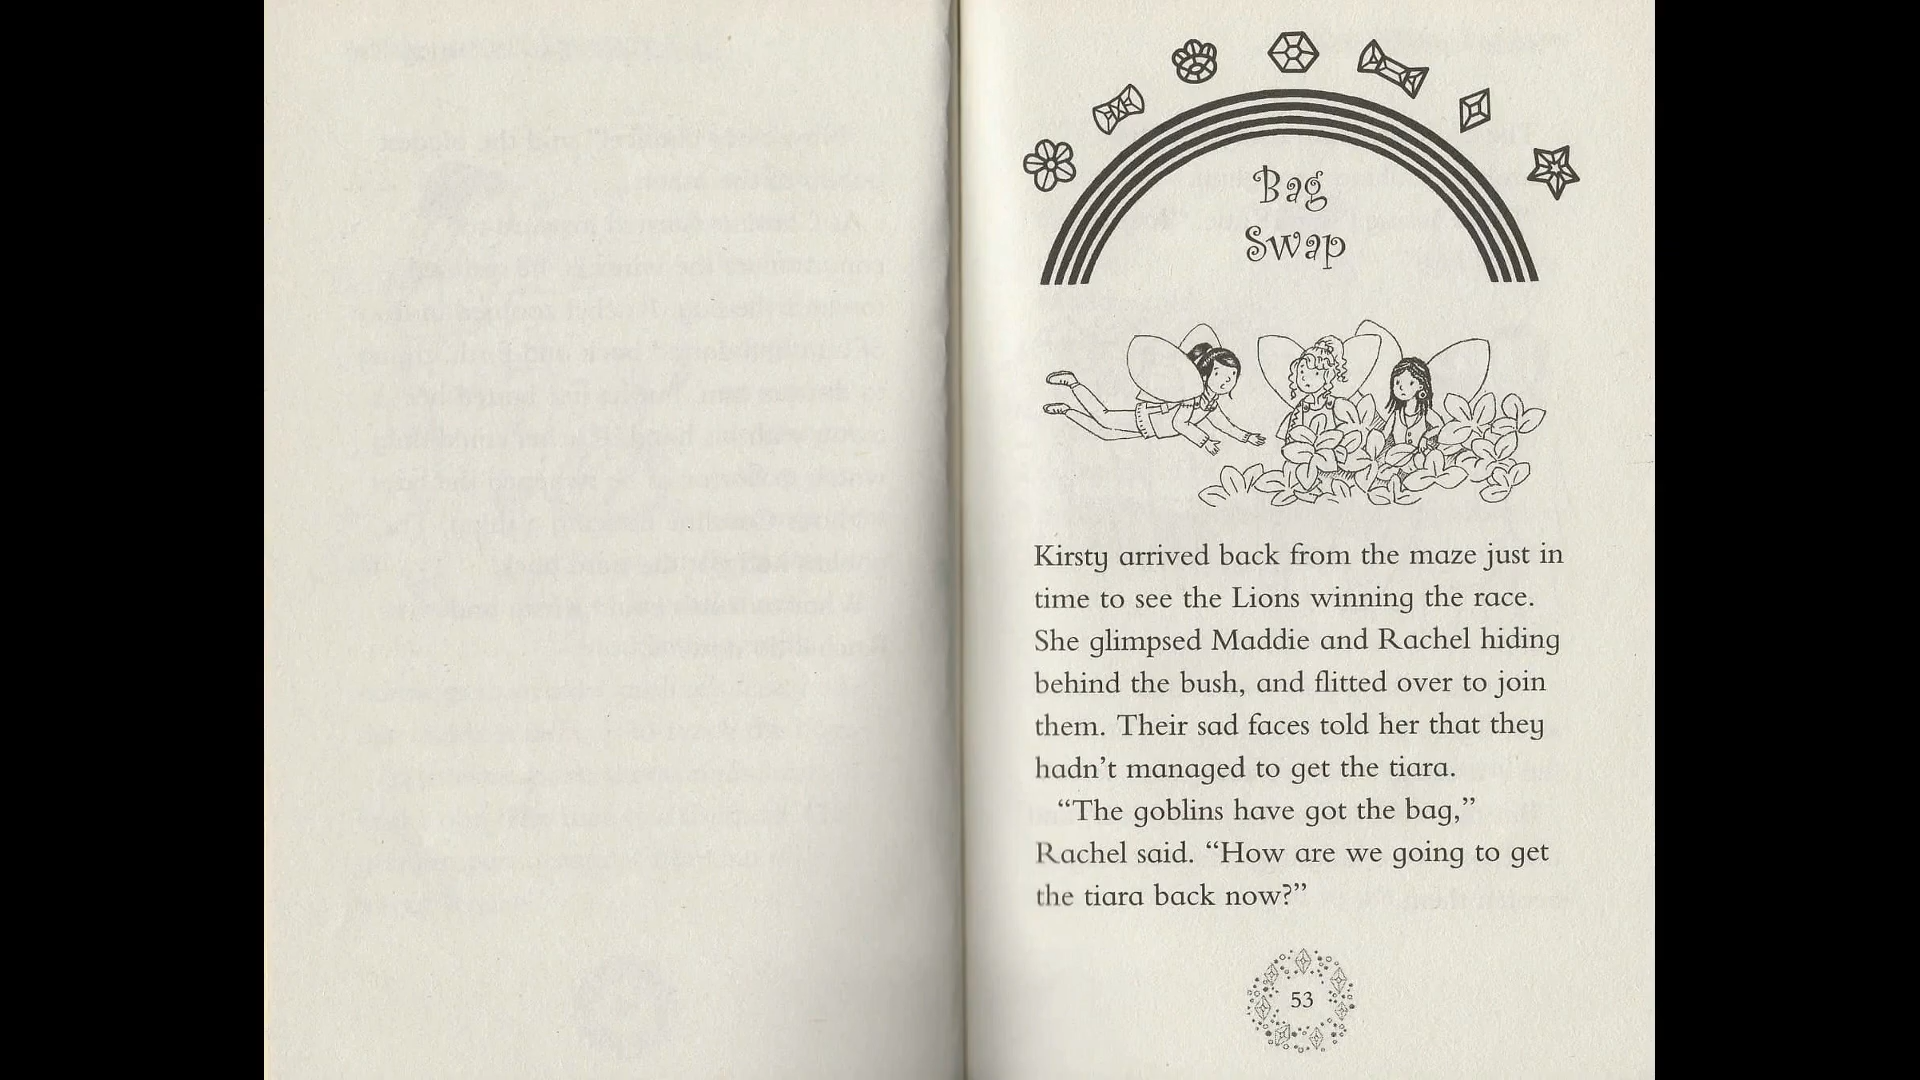 Bag
Swap
Kirsty arrived back from the maze just in
time to see the Lions winning the race.
She glimpsed Maddie and Rachel hiding
behind the bush, and flitted over to join
them. Their sad faces told her that they
hadn't managed to get the tiara.
“The goblins have got the bag,”
Rachel said. “How are we going to get
the tiara back now?”
53